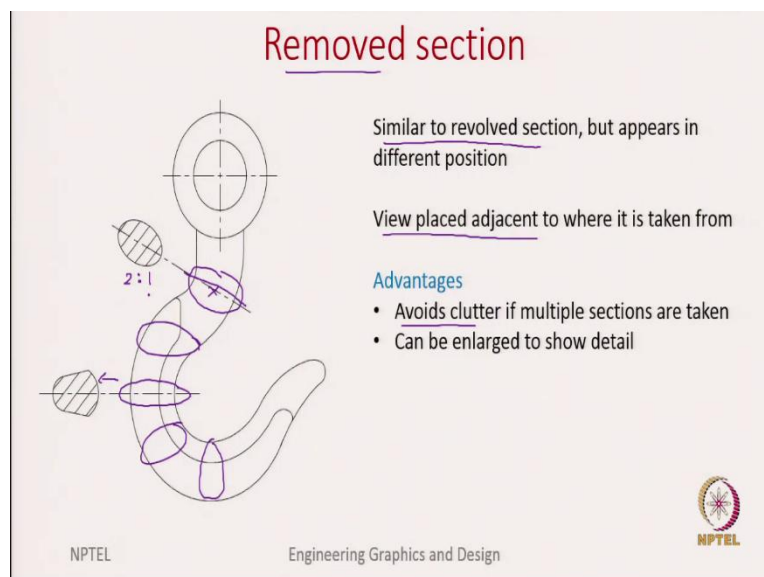 Removed section
Similar to revolved section, but appears in
different position
View placed adjacent to where it is taken from
Advantages
• Avoids clutter if multiple sections are taken
• Can be enlarged to show detail
2:1
NPTEL
Engineering Graphics and Design
NPTEL